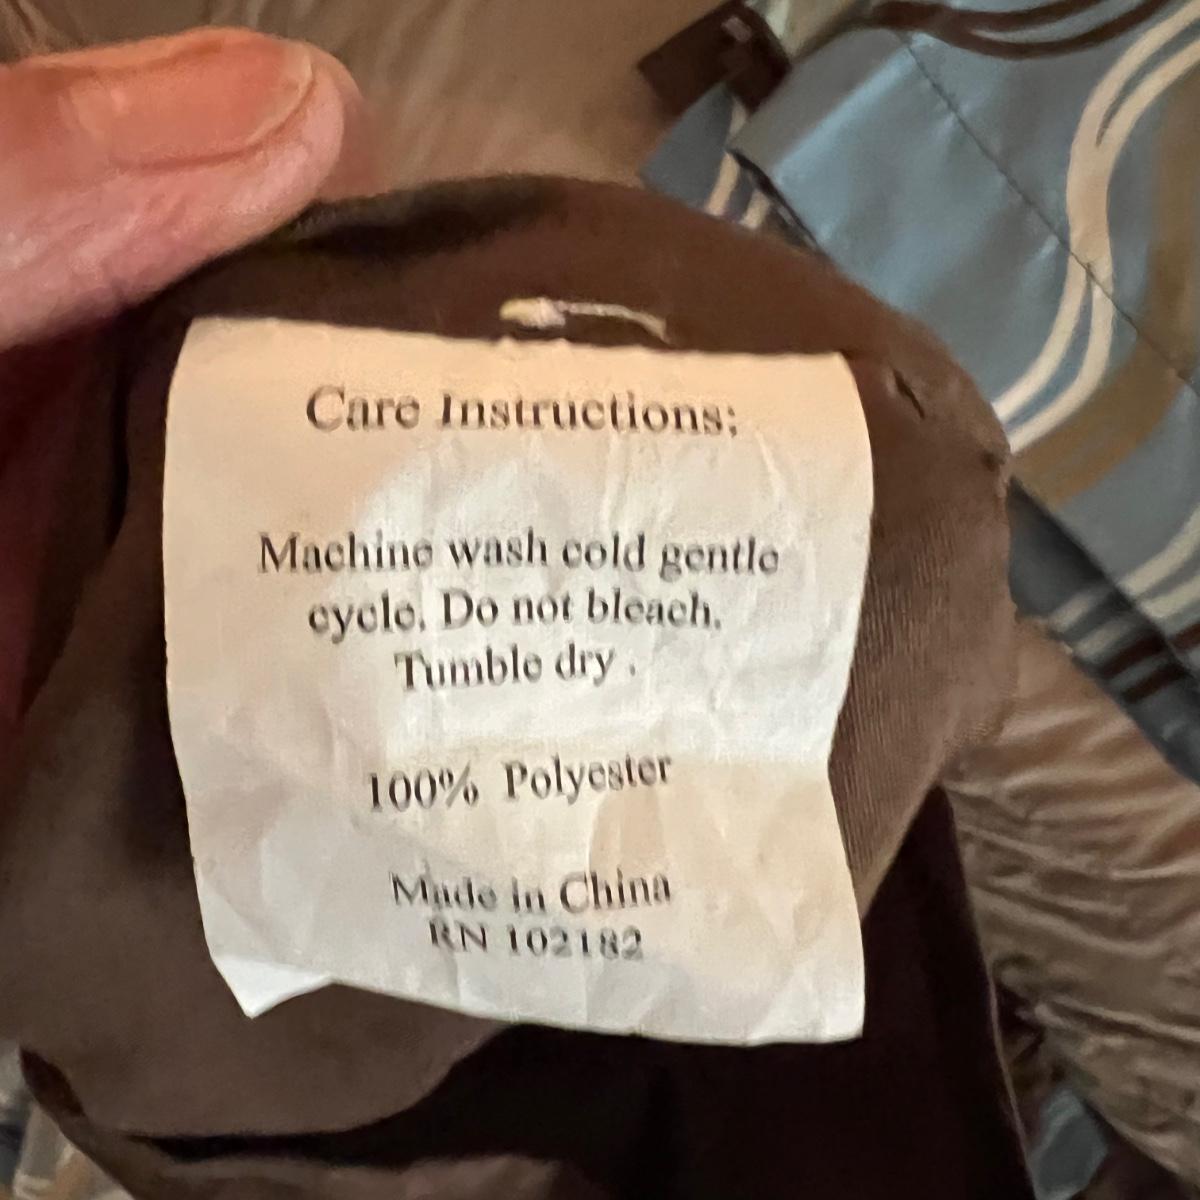 Care Instructions:
Machine wash cold gentle
cycle. Do not bleach.
Tumble dry .
100% Polyester
Made in China
RN 102182